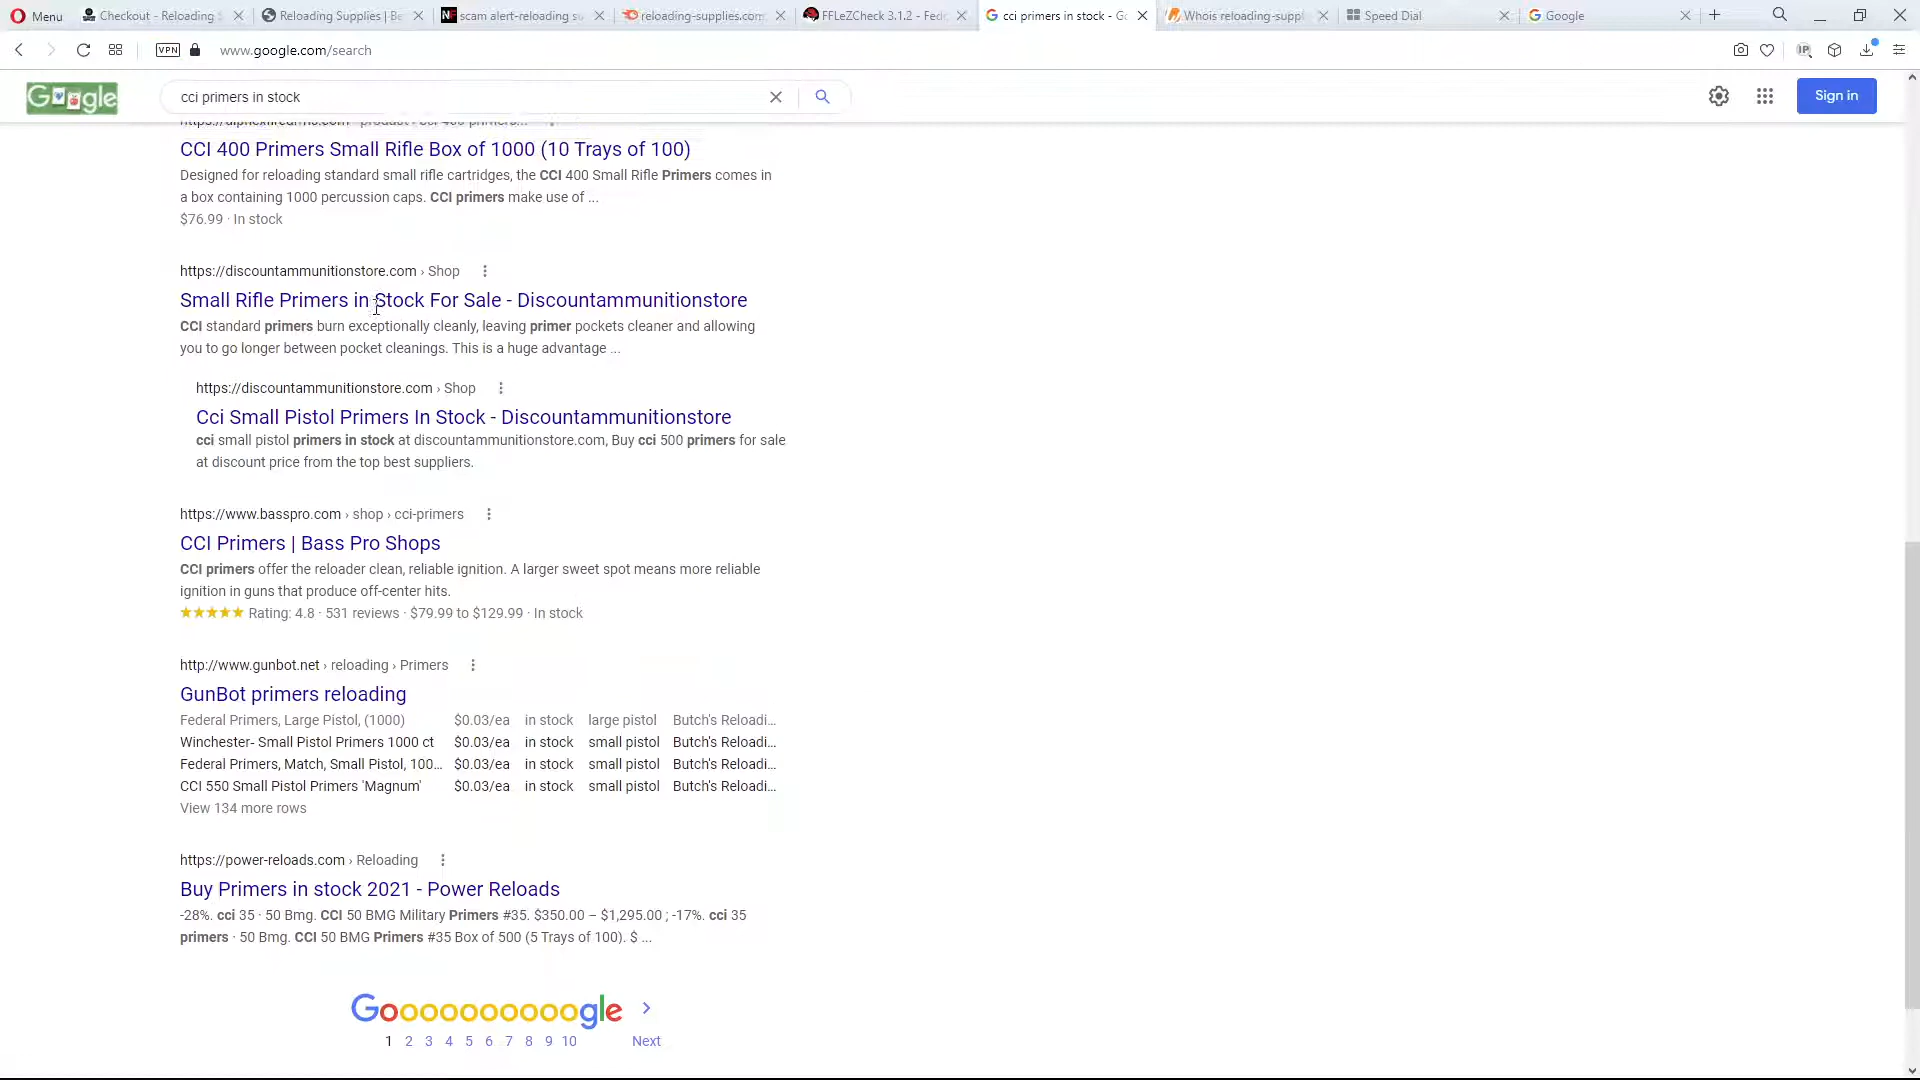 Menu
Checkout - Reloading S
Reloading Supplies | Be
scam alert-reloading su
reloading-supplies.com
FFLeZCheck 3.1.2 - Fede
cci primers in stock - Go
Whois reloading-suppl
Speed Dial
Google
VPN
www.google.com/search
IP
Google
cci primers in stock
Sign in
CCI 400 Primers Small Rifle Box of 1000 (10 Trays of 100)
Designed for reloading standard small rifle cartridges, the CCI 400 Small Rifle Primers comes in
a box containing 1000 percussion caps. CCI primers make use of ...
$76.99 · In stock
https://discountammunitionstore.com › Shop
Small Rifle Primers in Stock For Sale - Discountammunitionstore
CCI standard primers burn exceptionally cleanly, leaving primer pockets cleaner and allowing
you to go longer between pocket cleanings. This is a huge advantage ...
https://discountammunitionstore.com › Shop
Cci Small Pistol Primers In Stock - Discountammunitionstore
cci small pistol primers in stock at discountammunitionstore.com, Buy cci 500 primers for sale
at discount price from the top best suppliers.
https://www.basspro.com › shop › cci-primers
CCI Primers | Bass Pro Shops
CCI primers offer the reloader clean, reliable ignition. A larger sweet spot means more reliable
ignition in guns that produce off-center hits.
Rating: 4.8 · 531 reviews · $79.99 to $129.99 · In stock
http://www.gunbot.net › reloading › Primers
GunBot primers reloading
Federal Primers, Large Pistol, (1000) $0.03/ea in stock large pistol Butch's Reloadi...
Winchester- Small Pistol Primers 1000 ct $0.03/ea in stock small pistol Butch's Reloadi...
Federal Primers, Match, Small Pistol, 100... $0.03/ea in stock small pistol Butch's Reloadi...
CCI 550 Small Pistol Primers 'Magnum' $0.03/ea in stock small pistol Butch's Reloadi...
View 134 more rows
https://power-reloads.com › Reloading
Buy Primers in stock 2021 - Power Reloads
-28%. cci 35 · 50 Bmg. CCI 50 BMG Military Primers #35. $350.00 – $1,295.00 ; -17%. cci 35
primers · 50 Bmg. CCI 50 BMG Primers #35 Box of 500 (5 Trays of 100). $ ...
Goooooooooogle
1 2 3 4 5 6 7 8 9 10 Next